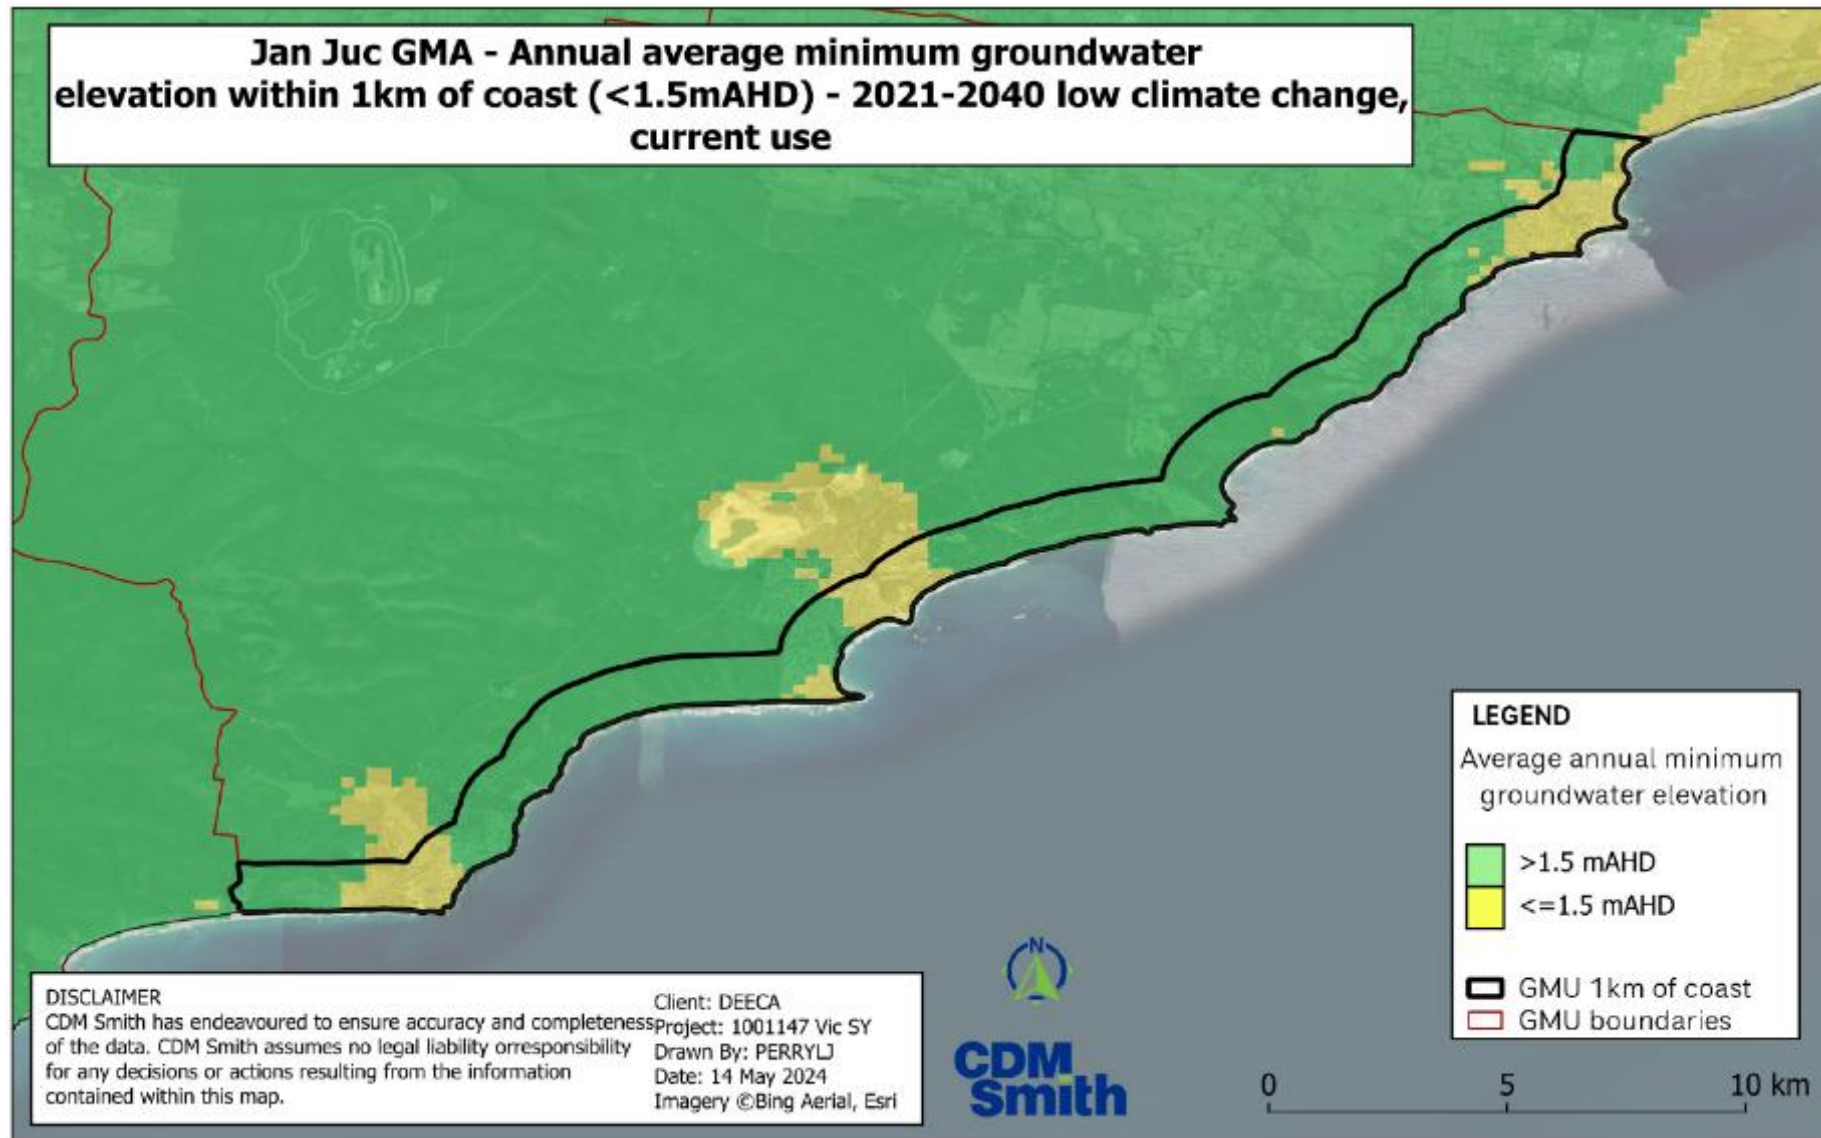 Jan Juc GMA - Annual average minimum groundwater
elevation within 1km of coast (<1.5mAHD) - 2021-2040 low climate change,
current use
LEGEND
Average annual minimum
groundwater elevation
>1.5 mAHD
<=1.5 mAHD
GMU 1km of coast
GMU boundaries
DISCLAIMER
CDM Smith has endeavoured to ensure accuracy and completeness
of the data. CDM Smith assumes no legal liability orresponsibility
for any decisions or actions resulting from the information
contained within this map.
Client: DEECA
Project: 1001147 Vic SY
Drawn By: PERRYLJ
Date: 14 May 2024
Imagery ©Bing Aerial, Esri
N
CDM
Smith
0 5 10 km